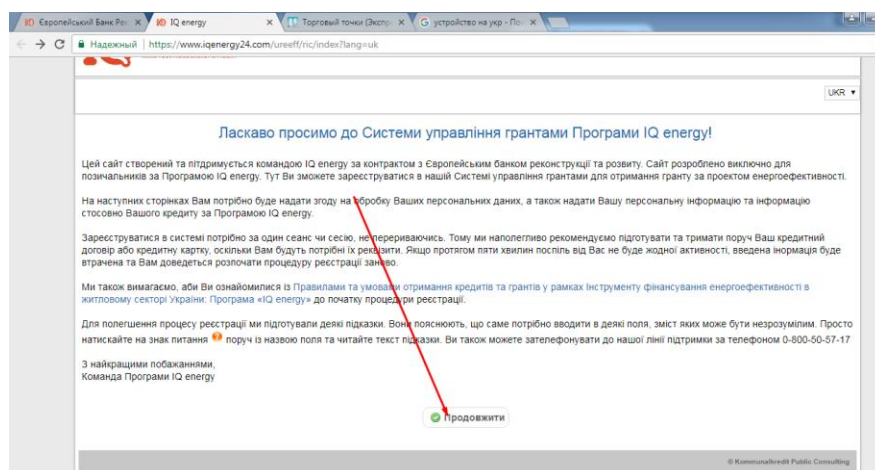 Європейський Банк Рек
IQ energy
Торговый точки (Экспр
устройство на укр - По
Надежный https://www.iqenergy24.com/ureeff/ric/index?lang=uk
UKR
Ласкаво просимо до Системи управління грантами Програми IQ energy!
Цей сайт створений та підтримується командою IQ energy за контрактом з Європейським банком реконструкції та розвиту. Сайт розроблено виключно для
позичальників за Програмою IQ energy. Тут Ви зможете зареєструватися в нашій Системі управління грантами для отримання гранту за проектом енергоефективності.
На наступних сторінках Вам потрібно буде надати згоду на обробку Ваших персональних даних, а також надати Вашу персональну інформацію та інформацію
стосовно Вашого кредиту за Програмою IQ energy.
Зареєструватися в системі потрібно за один сеанс чи сесію, не перериваючись. Тому ми наполегливо рекомендуємо підготувати та тримати поруч Ваш кредитний
договір або кредитну картку, оскільки Вам будуть потрібні їх реквізити. Якщо протягом пяти хвилин поспіль від Вас не буде жодної активності, введена інормація буде
втрачена та Вам доведеться розпочати процедуру реєстрації заново.
Ми також вимагаємо, аби Ви ознайомилися із Правилами та умовами отримання кредитів та грантів у рамках Інструменту фінансування енергоефективності в
житловому секторі України: Програма «IQ energy» до початку процедури реєстрації.
Для полегшення процесу реєстрації ми підготували деякі підказки. Вони пояснюють, що саме потрібно вводити в деякі поля, зміст яких може бути незрозумілим. Просто
натискайте на знак питання поруч із назвою поля та читайте текст підказки. Ви також можете зателефонувати до нашої лінії підтримки за телефоном 0-800-50-57-17
З найкращими побажаннями,
Команда Програми IQ energy
Продовжити
© Kommunalkredit Public Consulting